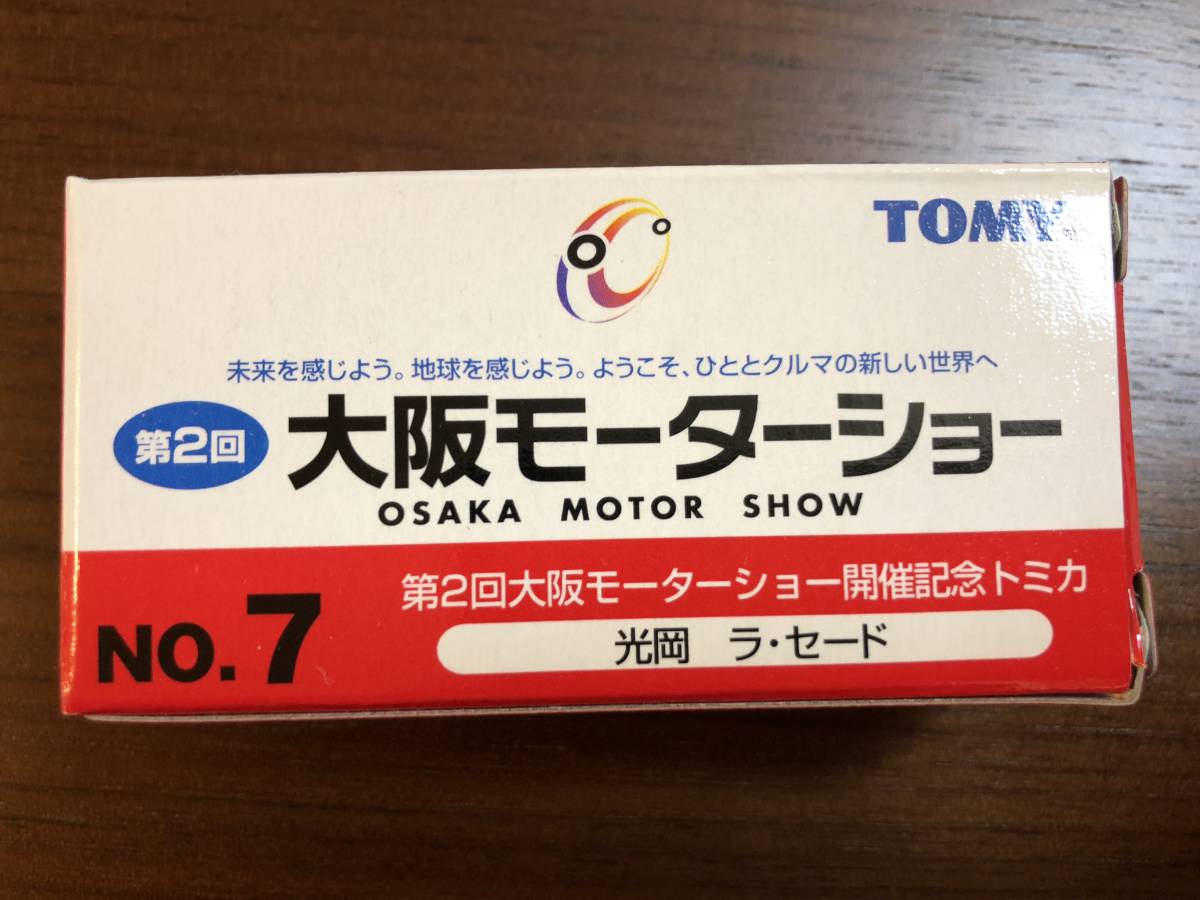 TOMY
未来を感じよう。地球を感じよう。ようこそ、ひととクルマの新しい世界へ
第2回 大阪モーターショー
OSAKA MOTOR SHOW
第2回大阪モーターショー開催記念トミカ
NO.7 光岡 ラ・セード